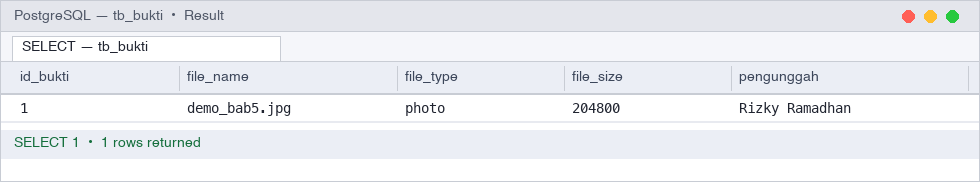 PostgreSQL — tb_bukti • Result
SELECT — tb_bukti
id_bukti file_name file_type file_size pengunggah
1 demo_bab5.jpg photo 204800 Rizky Ramadhan
SELECT 1 • 1 rows returned